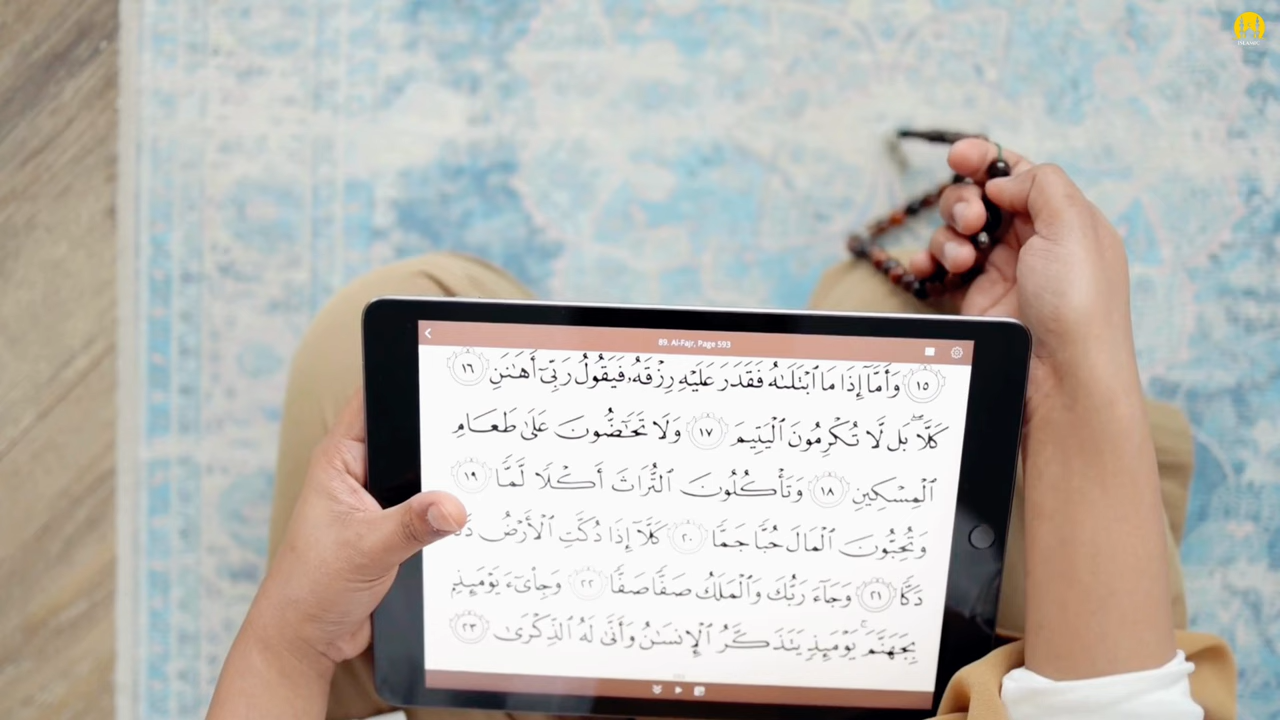 89. Al-Fajr, Page 593
١٥ وَأَمَّآ إِذَا مَا ٱبْتَلَىٰهُ فَقَدَرَ عَلَيْهِ رِزْقَهُۥ فَيَقُولُ رَبِّىٓ أَهَـٰنَنِ ١٦
كَلَّا ۖ بَل لَّا تُكْرِمُونَ ٱلْيَتِيمَ ١٧ وَلَا تَحَـٰٓضُّونَ عَلَىٰ طَعَامِ
ٱلْمِسْكِينِ ١٨ وَتَأْكُلُونَ ٱلتُّرَاثَ أَكْلًا لَّمًّا ١٩
وَتُحِبُّونَ ٱلْمَالَ حُبًّا جَمًّا ٢٠ كَلَّآ إِذَا دُكَّتِ ٱلْأَرْضُ
دَكًّا ٢١ وَجَآءَ رَبُّكَ وَٱلْمَلَكُ صَفًّا صَفًّا ٢٢ وَجِا۟ىٓءَ يَوْمَئِذٍۭ
بِجَهَنَّمَ ۚ يَوْمَئِذٍ يَتَذَكَّرُ ٱلْإِنسَـٰنُ وَأَنَّىٰ لَهُ ٱلذِّكْرَىٰ ٢٣